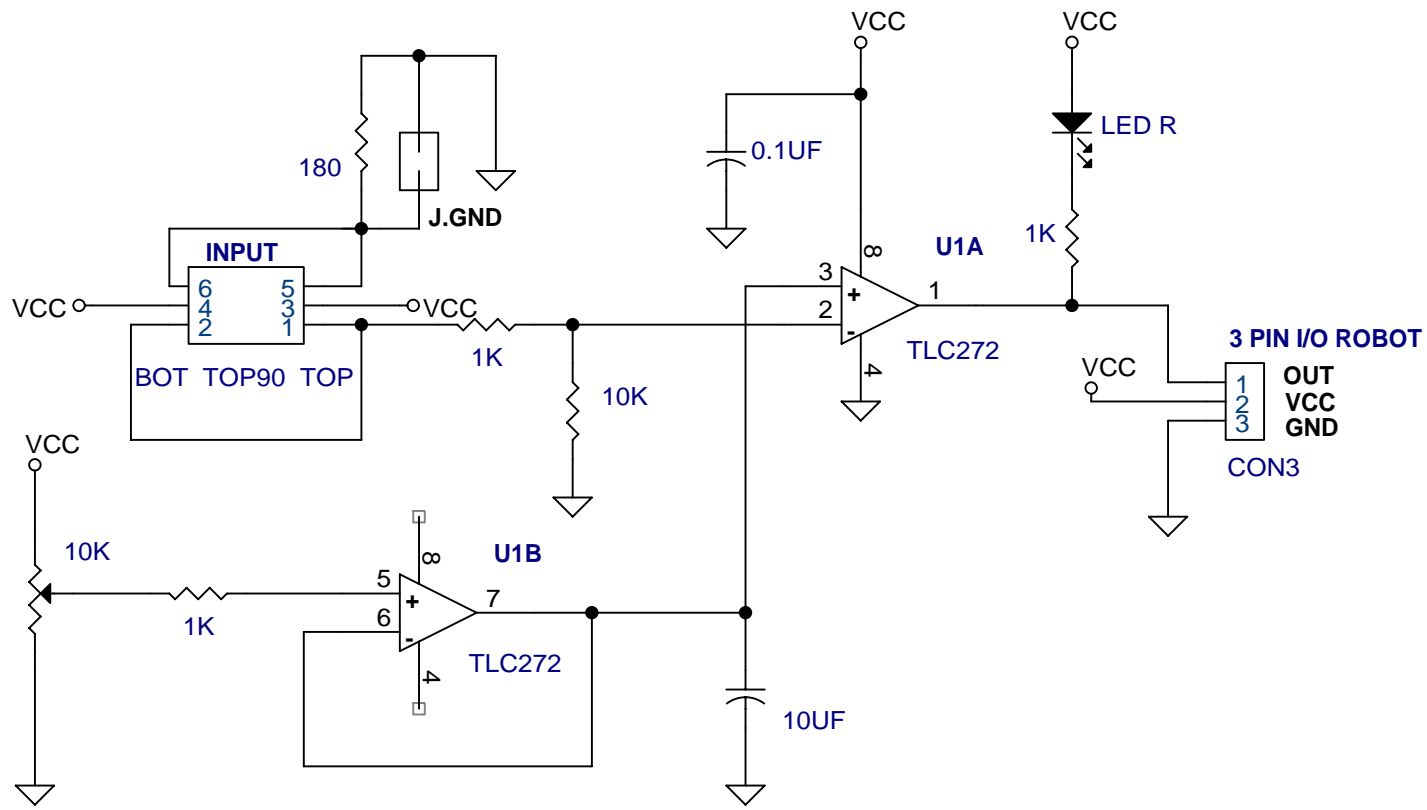 VCC
VCC
0.1UF
LED R
180
J.GND
INPUT
6
5
4
3
2
1
VCC
VCC
BOT TOP90 TOP
1K
10K
U1A
8
3
+
2
-
1
4
TLC272
1K
3 PIN I/O ROBOT
VCC
1
2
3
OUT
VCC
GND
CON3
VCC
10K
1K
U1B
8
5
+
6
-
7
4
TLC272
10UF